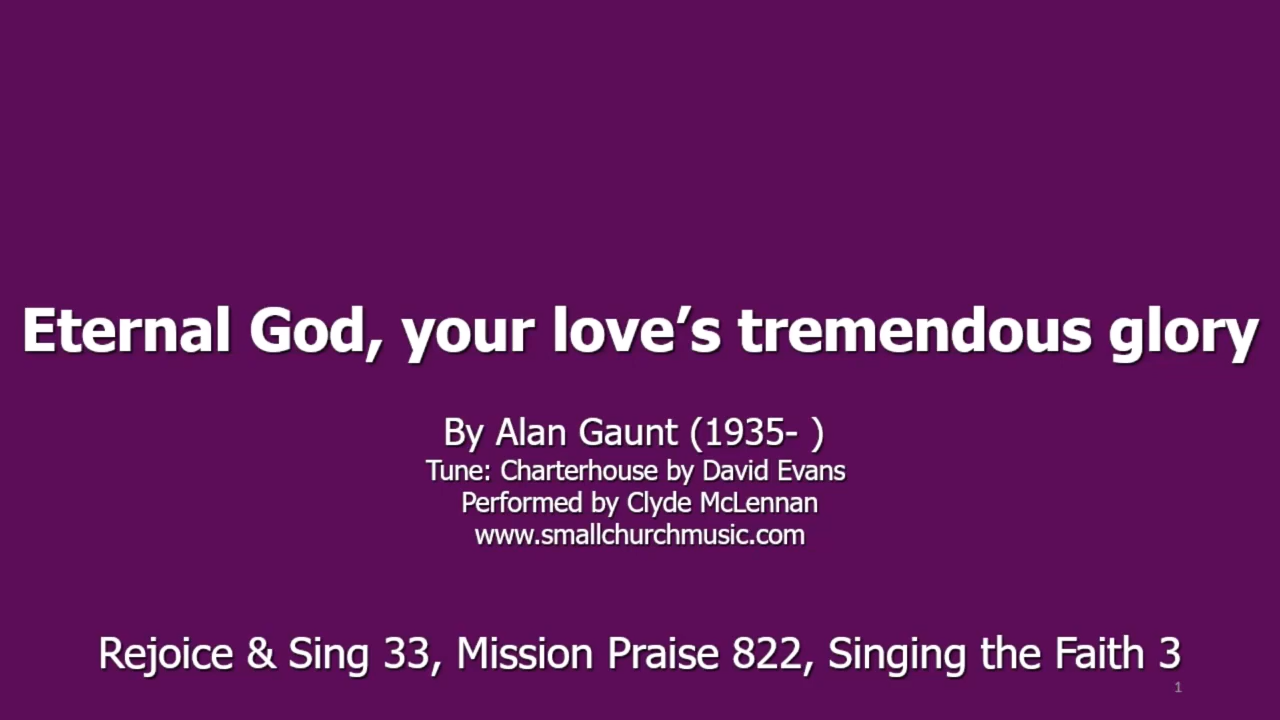 Eternal God, your love’s tremendous glory
By Alan Gaunt (1935- )
Tune: Charterhouse by David Evans
Performed by Clyde McLennan
www.smallchurchmusic.com
Rejoice & Sing 33, Mission Praise 822, Singing the Faith 3
1